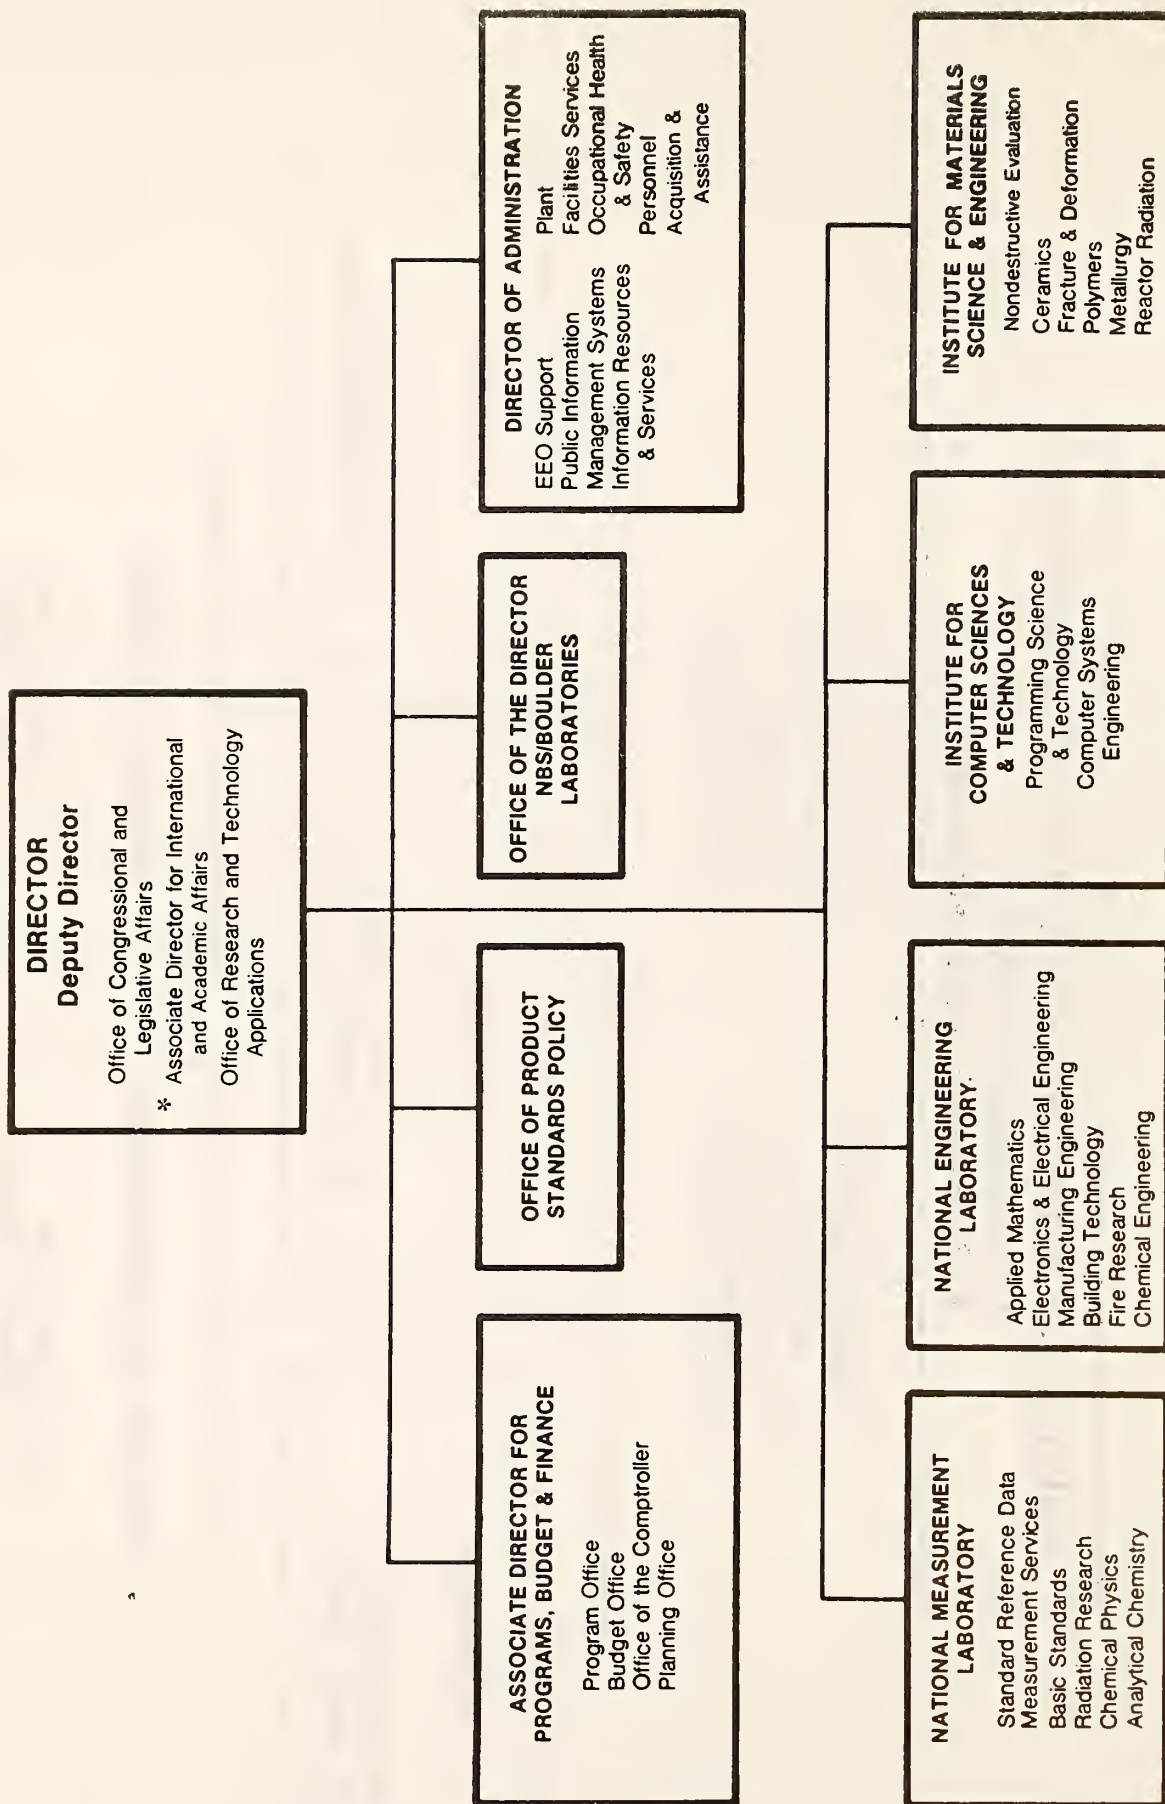 DIRECTOR
Deputy Director
Office of Congressional and
Legislative Affairs
* Associate Director for International
and Academic Affairs
Office of Research and Technology
Applications
ASSOCIATE DIRECTOR FOR
PROGRAMS, BUDGET & FINANCE
Program Office
Budget Office
Office of the Comptroller
Planning Office
OFFICE OF PRODUCT
STANDARDS POLICY
OFFICE OF THE DIRECTOR
NBS/BOULDER
LABORATORIES
DIRECTOR OF ADMINISTRATION
EEO Support
Public Information
Management Systems
Information Resources
& Services
Plant
Facilities Services
Occupational Health
& Safety
Personnel
Acquisition &
Assistance
NATIONAL MEASUREMENT
LABORATORY
Standard Reference Data
Measurement Services
Basic Standards
Radiation Research
Chemical Physics
Analytical Chemistry
NATIONAL ENGINEERING
LABORATORY
Applied Mathematics
Electronics & Electrical Engineering
Manufacturing Engineering
Building Technology
Fire Research
Chemical Engineering
INSTITUTE FOR
COMPUTER SCIENCES
& TECHNOLOGY
Programming Science
& Technology
Computer Systems
Engineering
INSTITUTE FOR MATERIALS
SCIENCE & ENGINEERING
Nondestructive Evaluation
Ceramics
Fracture & Deformation
Polymers
Metallurgy
Reactor Radiation